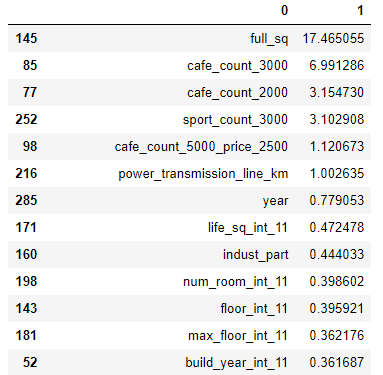 0 1
145 full_sq 17.465055
85 cafe_count_3000 6.991286
77 cafe_count_2000 3.154730
252 sport_count_3000 3.102908
98 cafe_count_5000_price_2500 1.120673
216 power_transmission_line_km 1.002635
285 year 0.779053
171 life_sq_int_11 0.472478
160 indust_part 0.444033
198 num_room_int_11 0.398602
143 floor_int_11 0.395921
181 max_floor_int_11 0.362176
52 build_year_int_11 0.361687